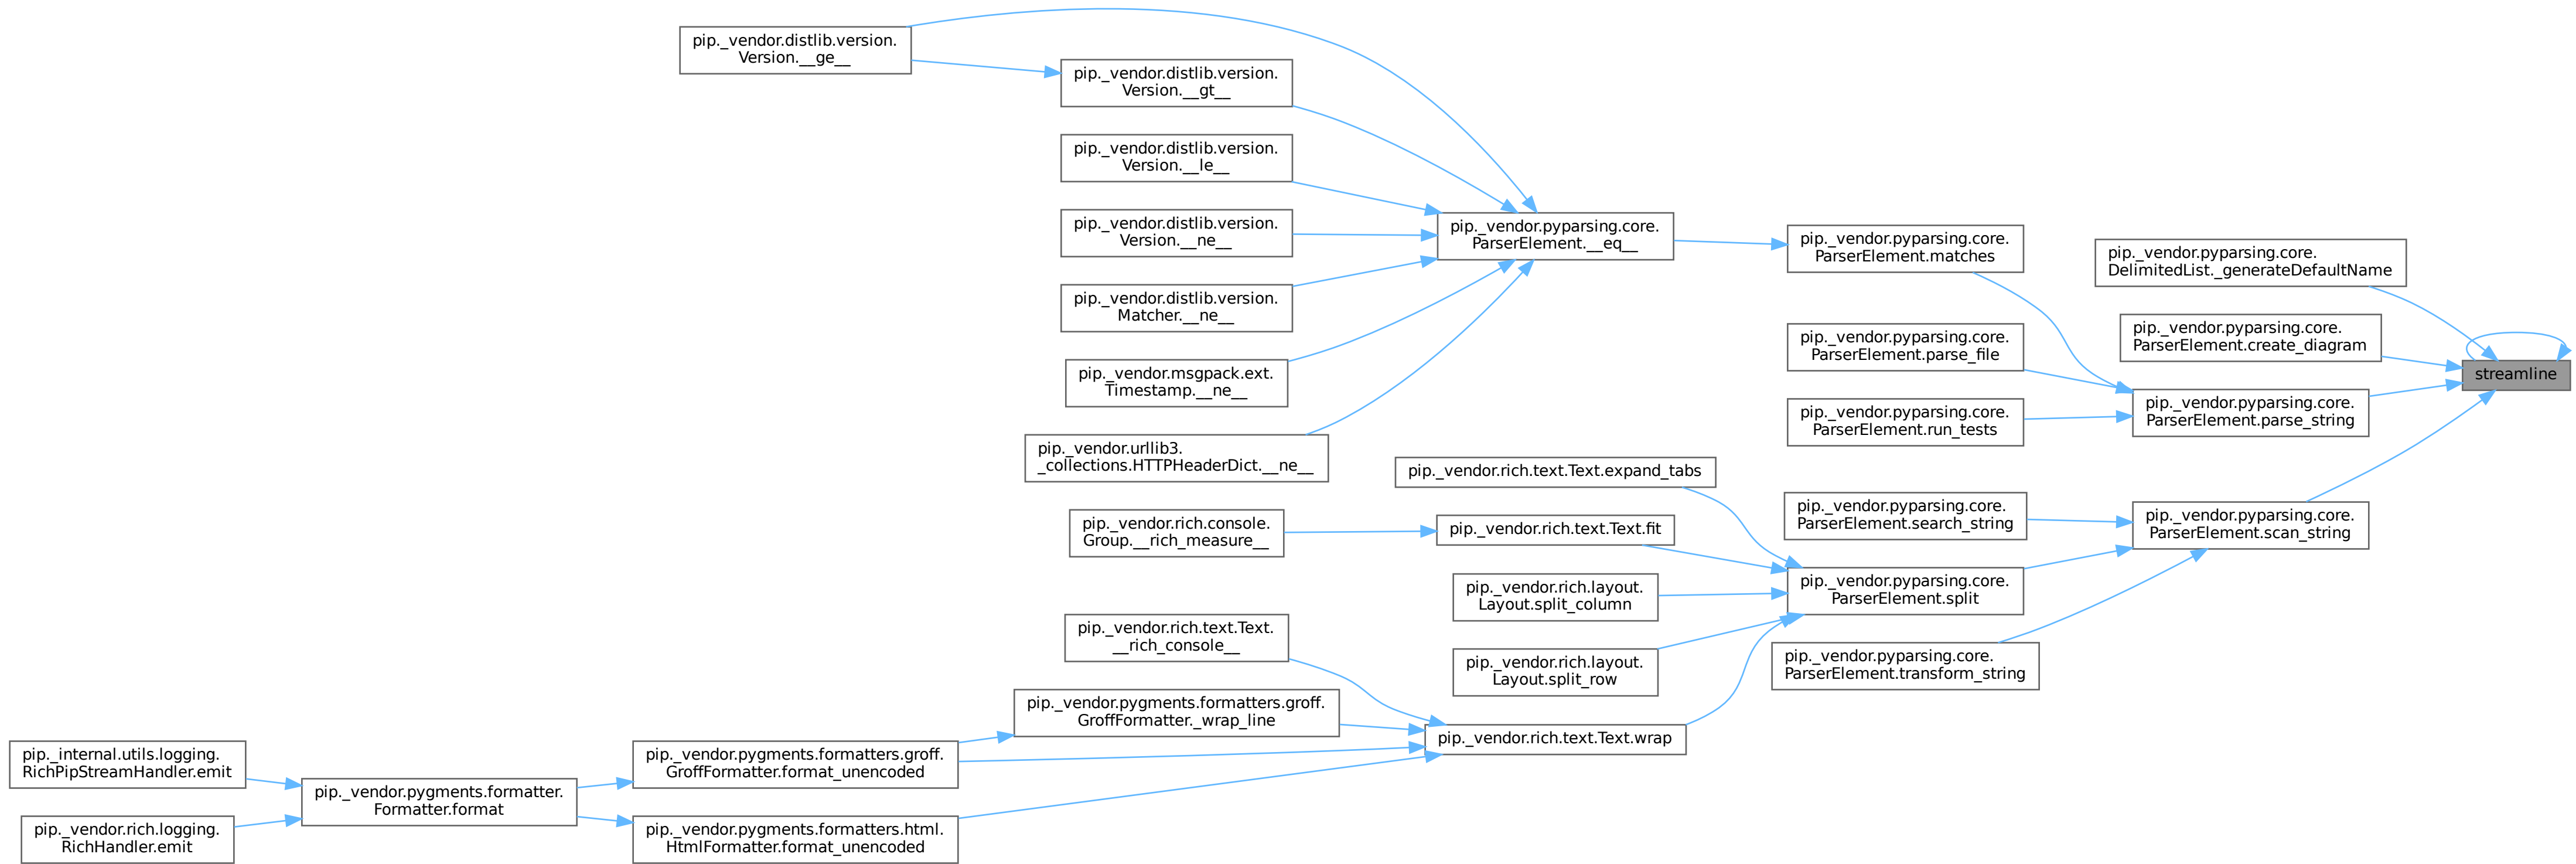 pip._vendor.distlib.version.
Version.__ge__
pip._vendor.distlib.version.
Version.__gt__
pip._vendor.distlib.version.
Version.__le__
pip._vendor.distlib.version.
Version.__ne__
pip._vendor.distlib.version.
Matcher.__ne__
pip._vendor.msgpack.ext.
Timestamp.__ne__
pip._vendor.urllib3.
_collections.HTTPHeaderDict.__ne__
pip._vendor.pyparsing.core.
ParserElement.__eq__
pip._vendor.pyparsing.core.
ParserElement.matches
pip._vendor.pyparsing.core.
ParserElement.parse_file
pip._vendor.pyparsing.core.
ParserElement.run_tests
pip._vendor.pyparsing.core.
DelimitedList._generateDefaultName
pip._vendor.pyparsing.core.
ParserElement.create_diagram
pip._vendor.pyparsing.core.
ParserElement.parse_string
streamline
pip._vendor.pyparsing.core.
ParserElement.scan_string
pip._vendor.pyparsing.core.
ParserElement.search_string
pip._vendor.pyparsing.core.
ParserElement.split
pip._vendor.pyparsing.core.
ParserElement.transform_string
pip._vendor.rich.text.Text.expand_tabs
pip._vendor.rich.text.Text.fit
pip._vendor.rich.console.
Group.__rich_measure__
pip._vendor.rich.layout.
Layout.split_column
pip._vendor.rich.layout.
Layout.split_row
pip._vendor.rich.text.Text.wrap
pip._vendor.rich.text.Text.
__rich_console__
pip._vendor.pygments.formatters.groff.
GroffFormatter._wrap_line
pip._vendor.pygments.formatters.groff.
GroffFormatter.format_unencoded
pip._vendor.pygments.formatters.html.
HtmlFormatter.format_unencoded
pip._vendor.pygments.formatter.
Formatter.format
pip._internal.utils.logging.
RichPipStreamHandler.emit
pip._vendor.rich.logging.
RichHandler.emit